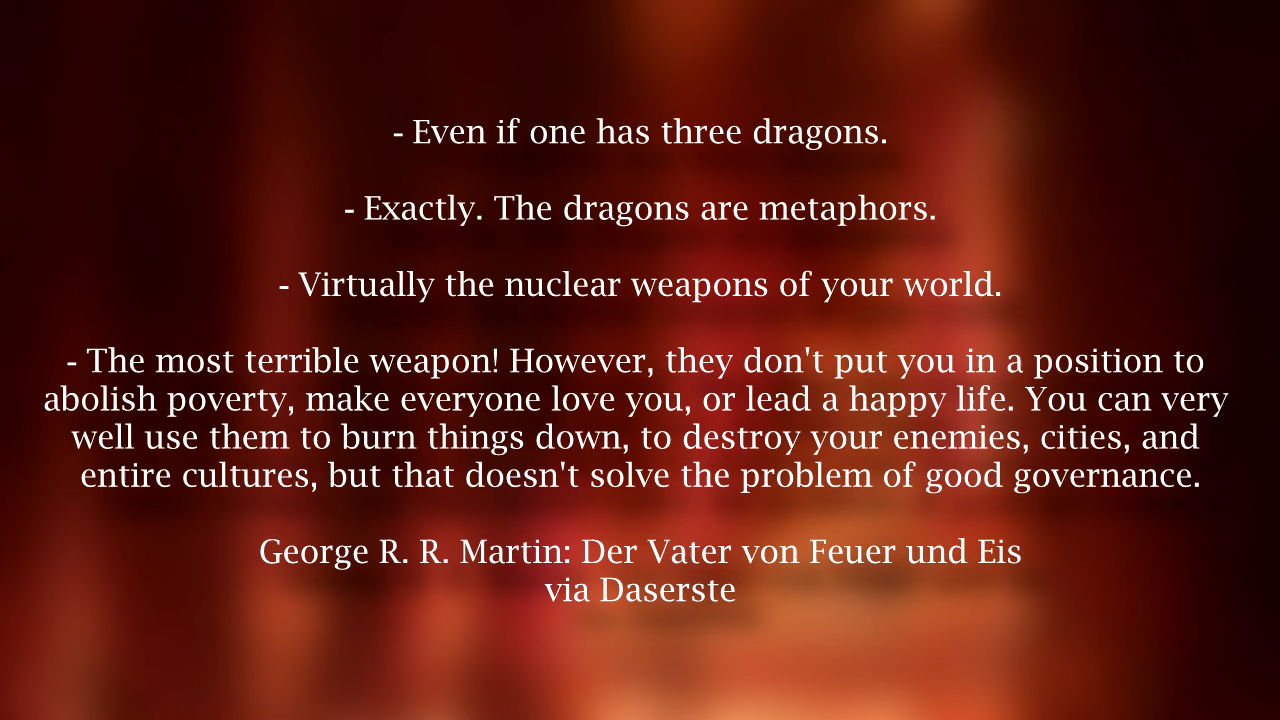 - Even if one has three dragons.
- Exactly. The dragons are metaphors.
- Virtually the nuclear weapons of your world.
- The most terrible weapon! However, they don't put you in a position to
abolish poverty, make everyone love you, or lead a happy life. You can very
well use them to burn things down, to destroy your enemies, cities, and
entire cultures, but that doesn't solve the problem of good governance.
George R. R. Martin: Der Vater von Feuer und Eis
via Daserste